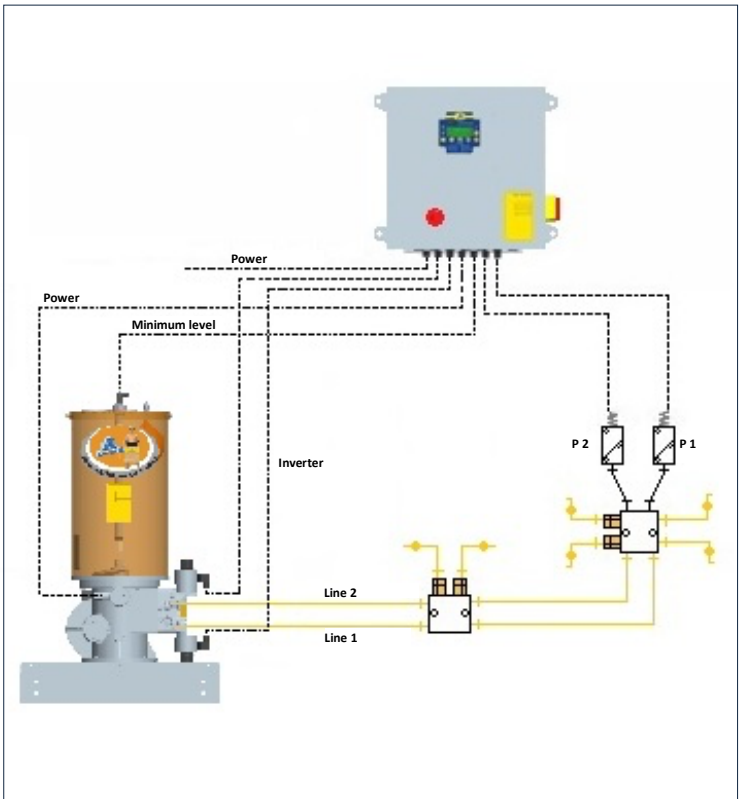 Power
Power
Minimum level
P 2
P 1
Inverter
Line 2
Line 1